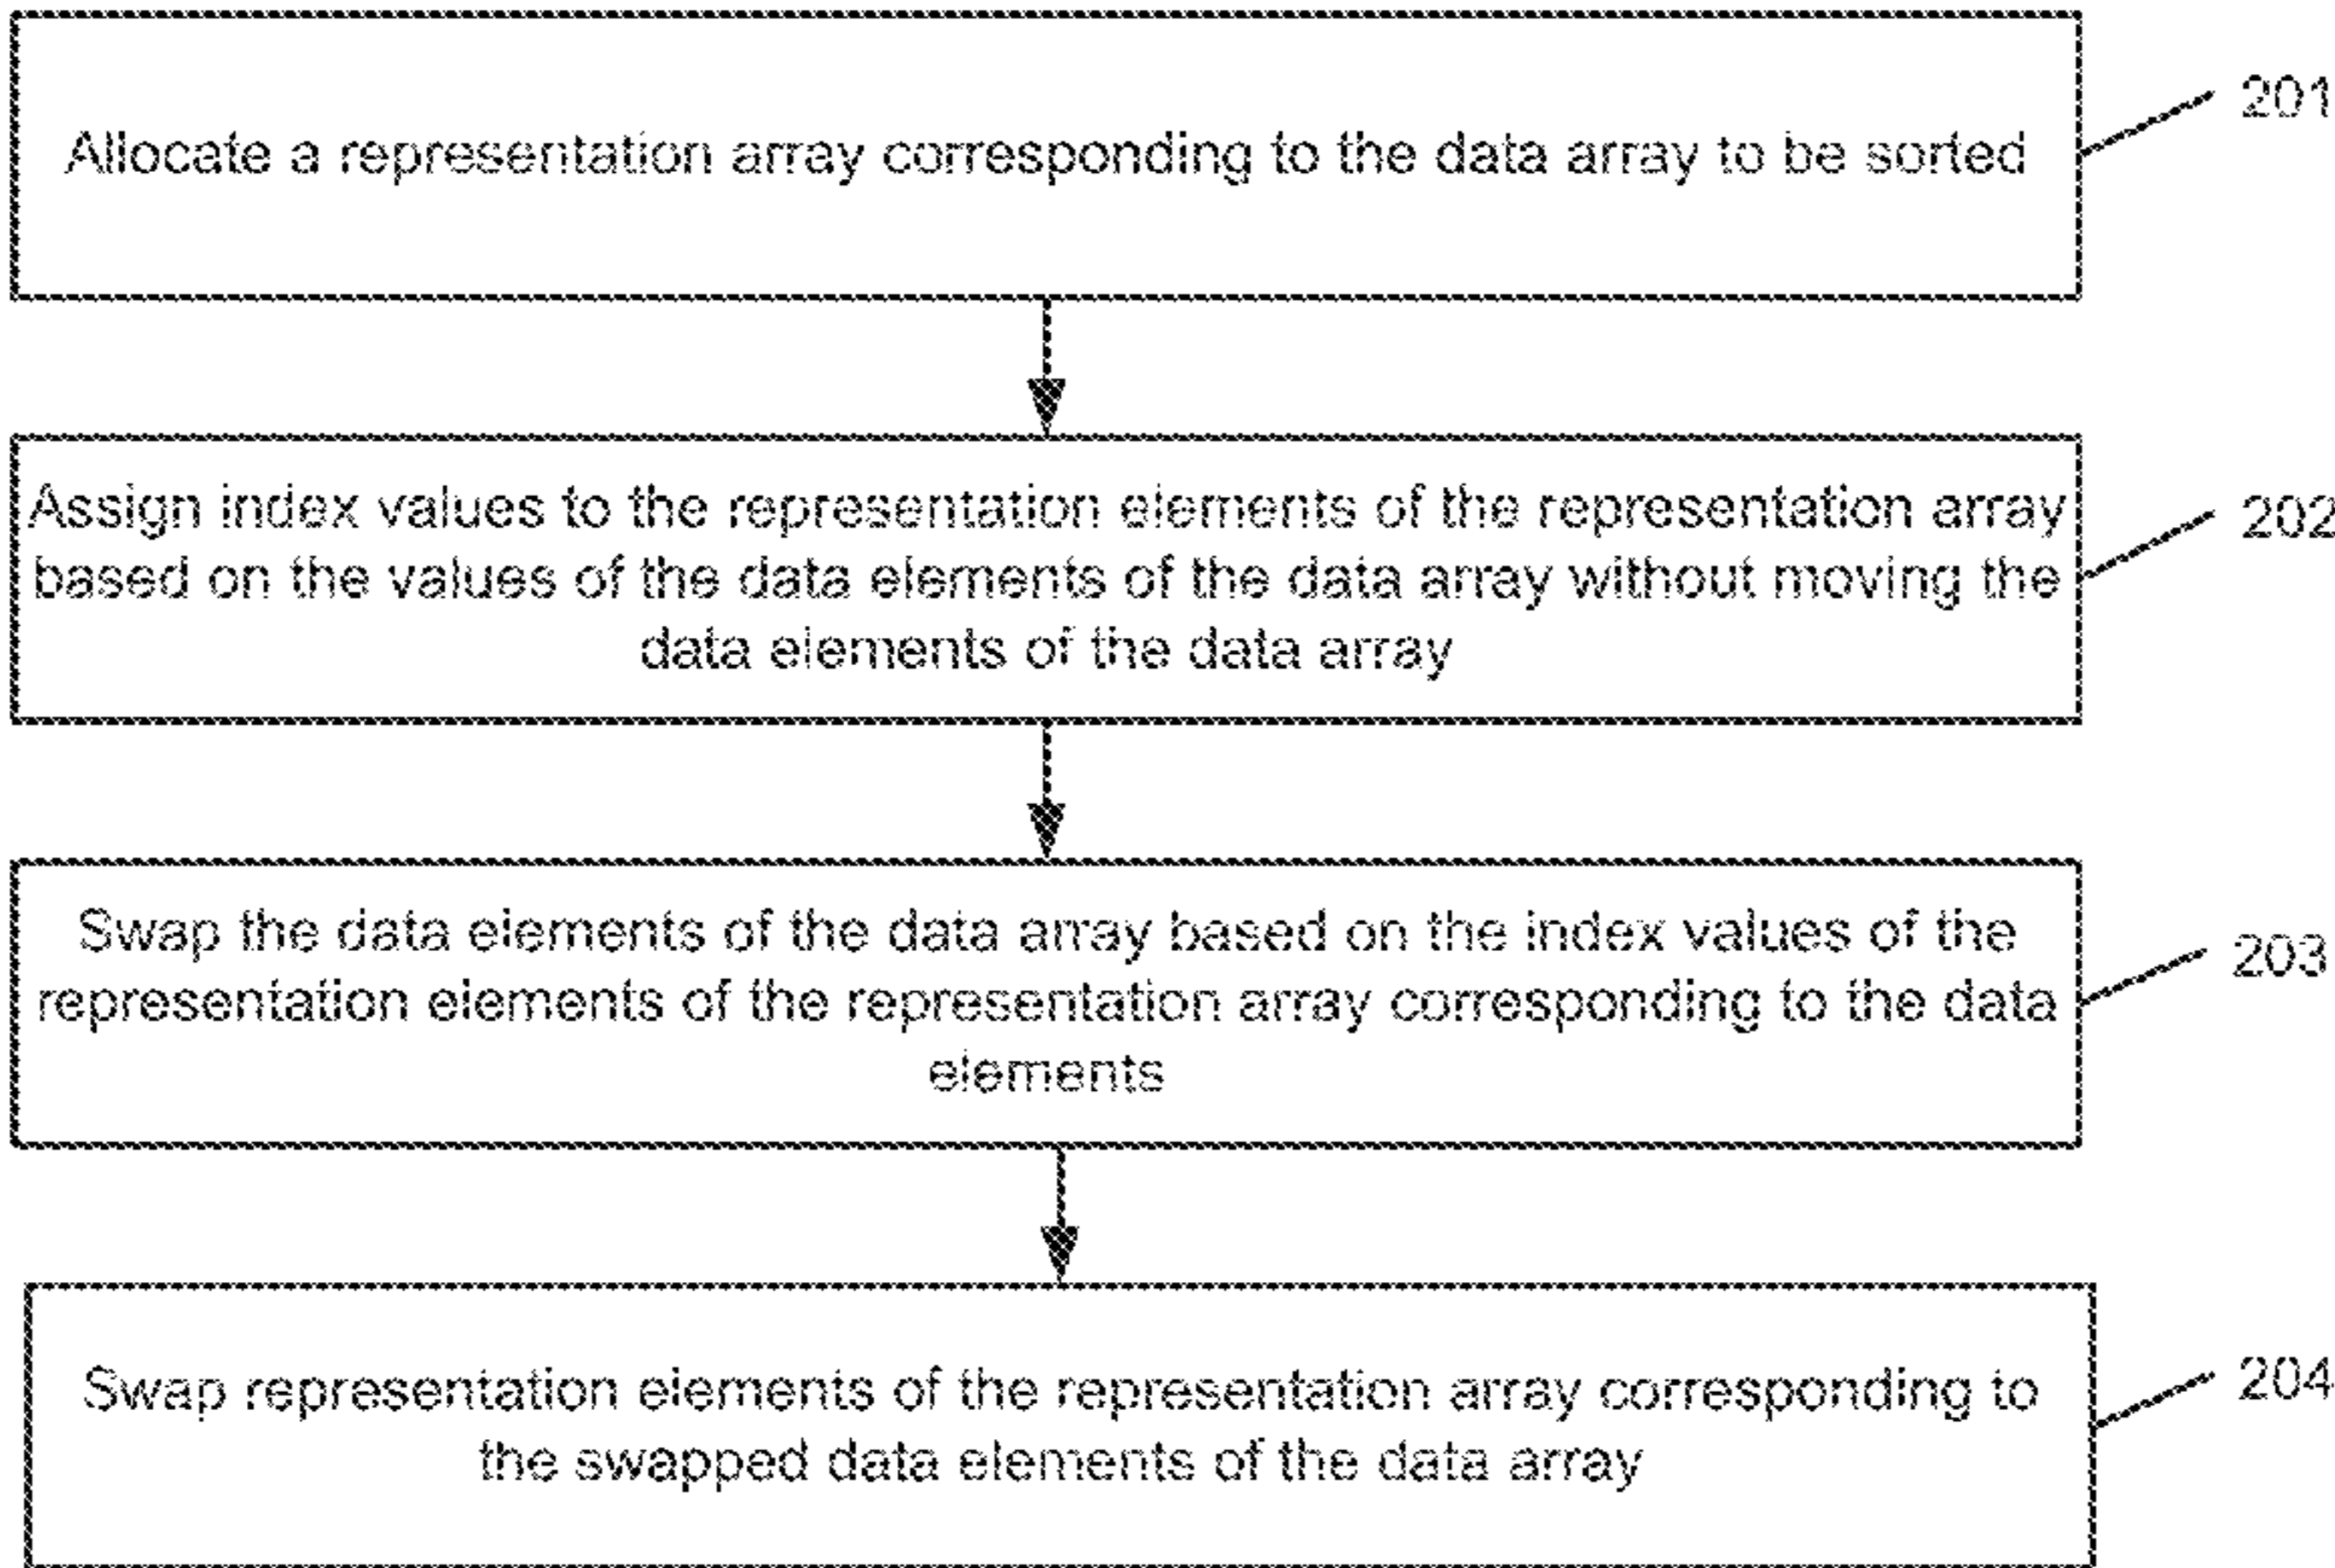 Allocate a representation array corresponding to the data array to be sorted
201
Assign index values to the representation elements of the representation array
based on the values of the data elements of the data array without moving the
data elements of the data array
202
Swap the data elements of the data array based on the index values of the
representation elements of the representation array corresponding to the data
elements
203
Swap representation elements of the representation array corresponding to
the swapped data elements of the data array
204